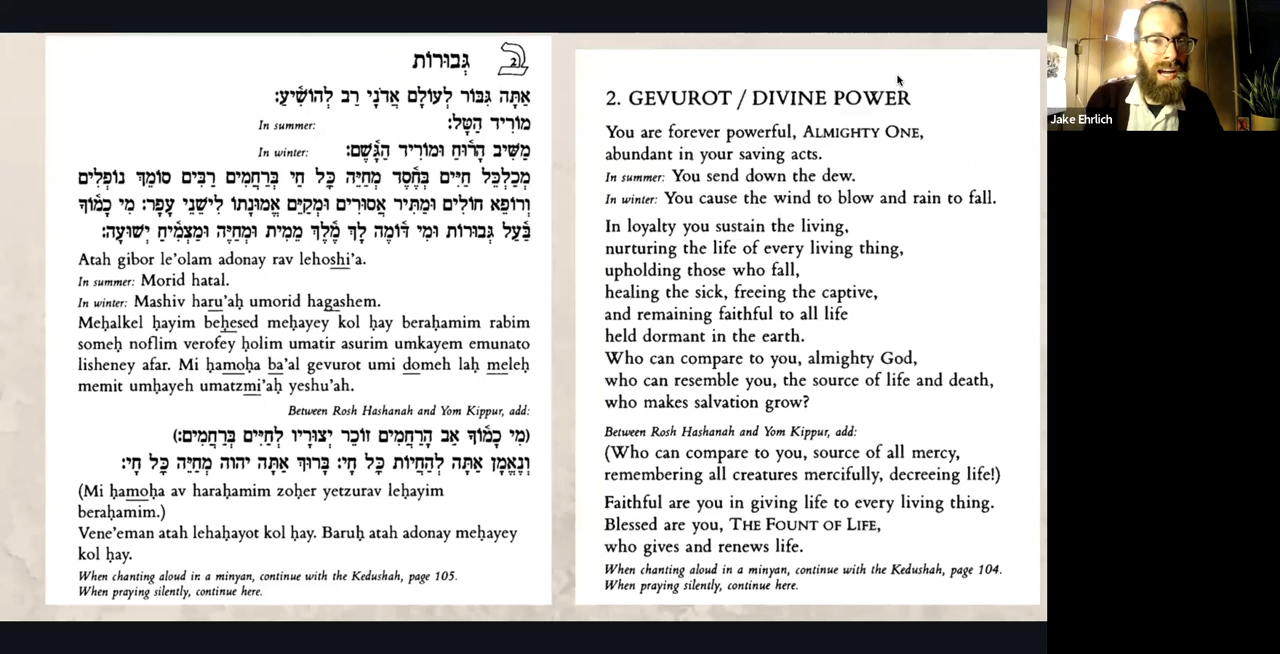 גְּבוּרוֹת 2
אַתָּה גִּבּוֹר לְעוֹלָם אֲדֹנָי רַב לְהוֹשִֽׁיעַ:
In summer: מוֹרִיד הַטָּל:
In winter: מַשִּׁיב הָרֽוּחַ וּמוֹרִיד הַגָּֽשֶׁם:
מְכַלְכֵּל חַיִּים בְּחֶֽסֶד מְחַיֵּה כָּל חַי בְּרַחֲמִים רַבִּים סוֹמֵךְ נוֹפְלִים
וְרוֹפֵא חוֹלִים וּמַתִּיר אֲסוּרִים וּמְקַיֵּם אֱמוּנָתוֹ לִישֵׁנֵי עָפָר: מִי כָמֽוֹךָ
בַּֽעַל גְּבוּרוֹת וּמִי דּֽוֹמֶה לָּךְ מֶֽלֶךְ מֵמִית וּמְחַיֶּה וּמַצְמִֽיחַ יְשׁוּעָה:
Atah gibor le'olam adonay rav lehoshi'a.
In summer: Morid hatal.
In winter: Mashiv haru'aḥ umorid hagashem.
Meḥalkel ḥayim beḥesed meḥayey kol ḥay beraḥamim rabim
someḥ noflim verofey ḥolim umatir asurim umkayem emunato
lisheney afar. Mi ḥamoḥa ba'al gevurot umi domeh laḥ meleḥ
memit umḥayeh umatzmi'aḥ yeshu'ah.
Between Rosh Hashanah and Yom Kippur, add:
(מִי כָמֽוֹךָ אַב הָרַחֲמִים זוֹכֵר יְצוּרָיו לְחַיִּים בְּרַחֲמִים:)
וְנֶאֱמָן אַתָּה לְהַחֲיוֹת כָּל חָי: בָּרוּךְ אַתָּה יהוה מְחַיֵּה כָּל חָי:
(Mi ḥamoḥa av haraḥamim zoḥer yetzurav leḥayim
beraḥamim.)
Vene'eman atah lehaḥayot kol ḥay. Baruḥ atah adonay meḥayey
kol ḥay.
When chanting aloud in a minyan, continue with the Kedushah, page 105.
When praying silently, continue here.
2. GEVUROT / DIVINE POWER
You are forever powerful, ALMIGHTY ONE,
abundant in your saving acts.
In summer: You send down the dew.
In winter: You cause the wind to blow and rain to fall.
In loyalty you sustain the living,
nurturing the life of every living thing,
upholding those who fall,
healing the sick, freeing the captive,
and remaining faithful to all life
held dormant in the earth.
Who can compare to you, almighty God,
who can resemble you, the source of life and death,
who makes salvation grow?
Between Rosh Hashanah and Yom Kippur, add:
(Who can compare to you, source of all mercy,
remembering all creatures mercifully, decreeing life!)
Faithful are you in giving life to every living thing.
Blessed are you, THE FOUNT OF LIFE,
who gives and renews life.
When chanting aloud in a minyan, continue with the Kedushah, page 104.
When praying silently, continue here.
Jake Ehrlich